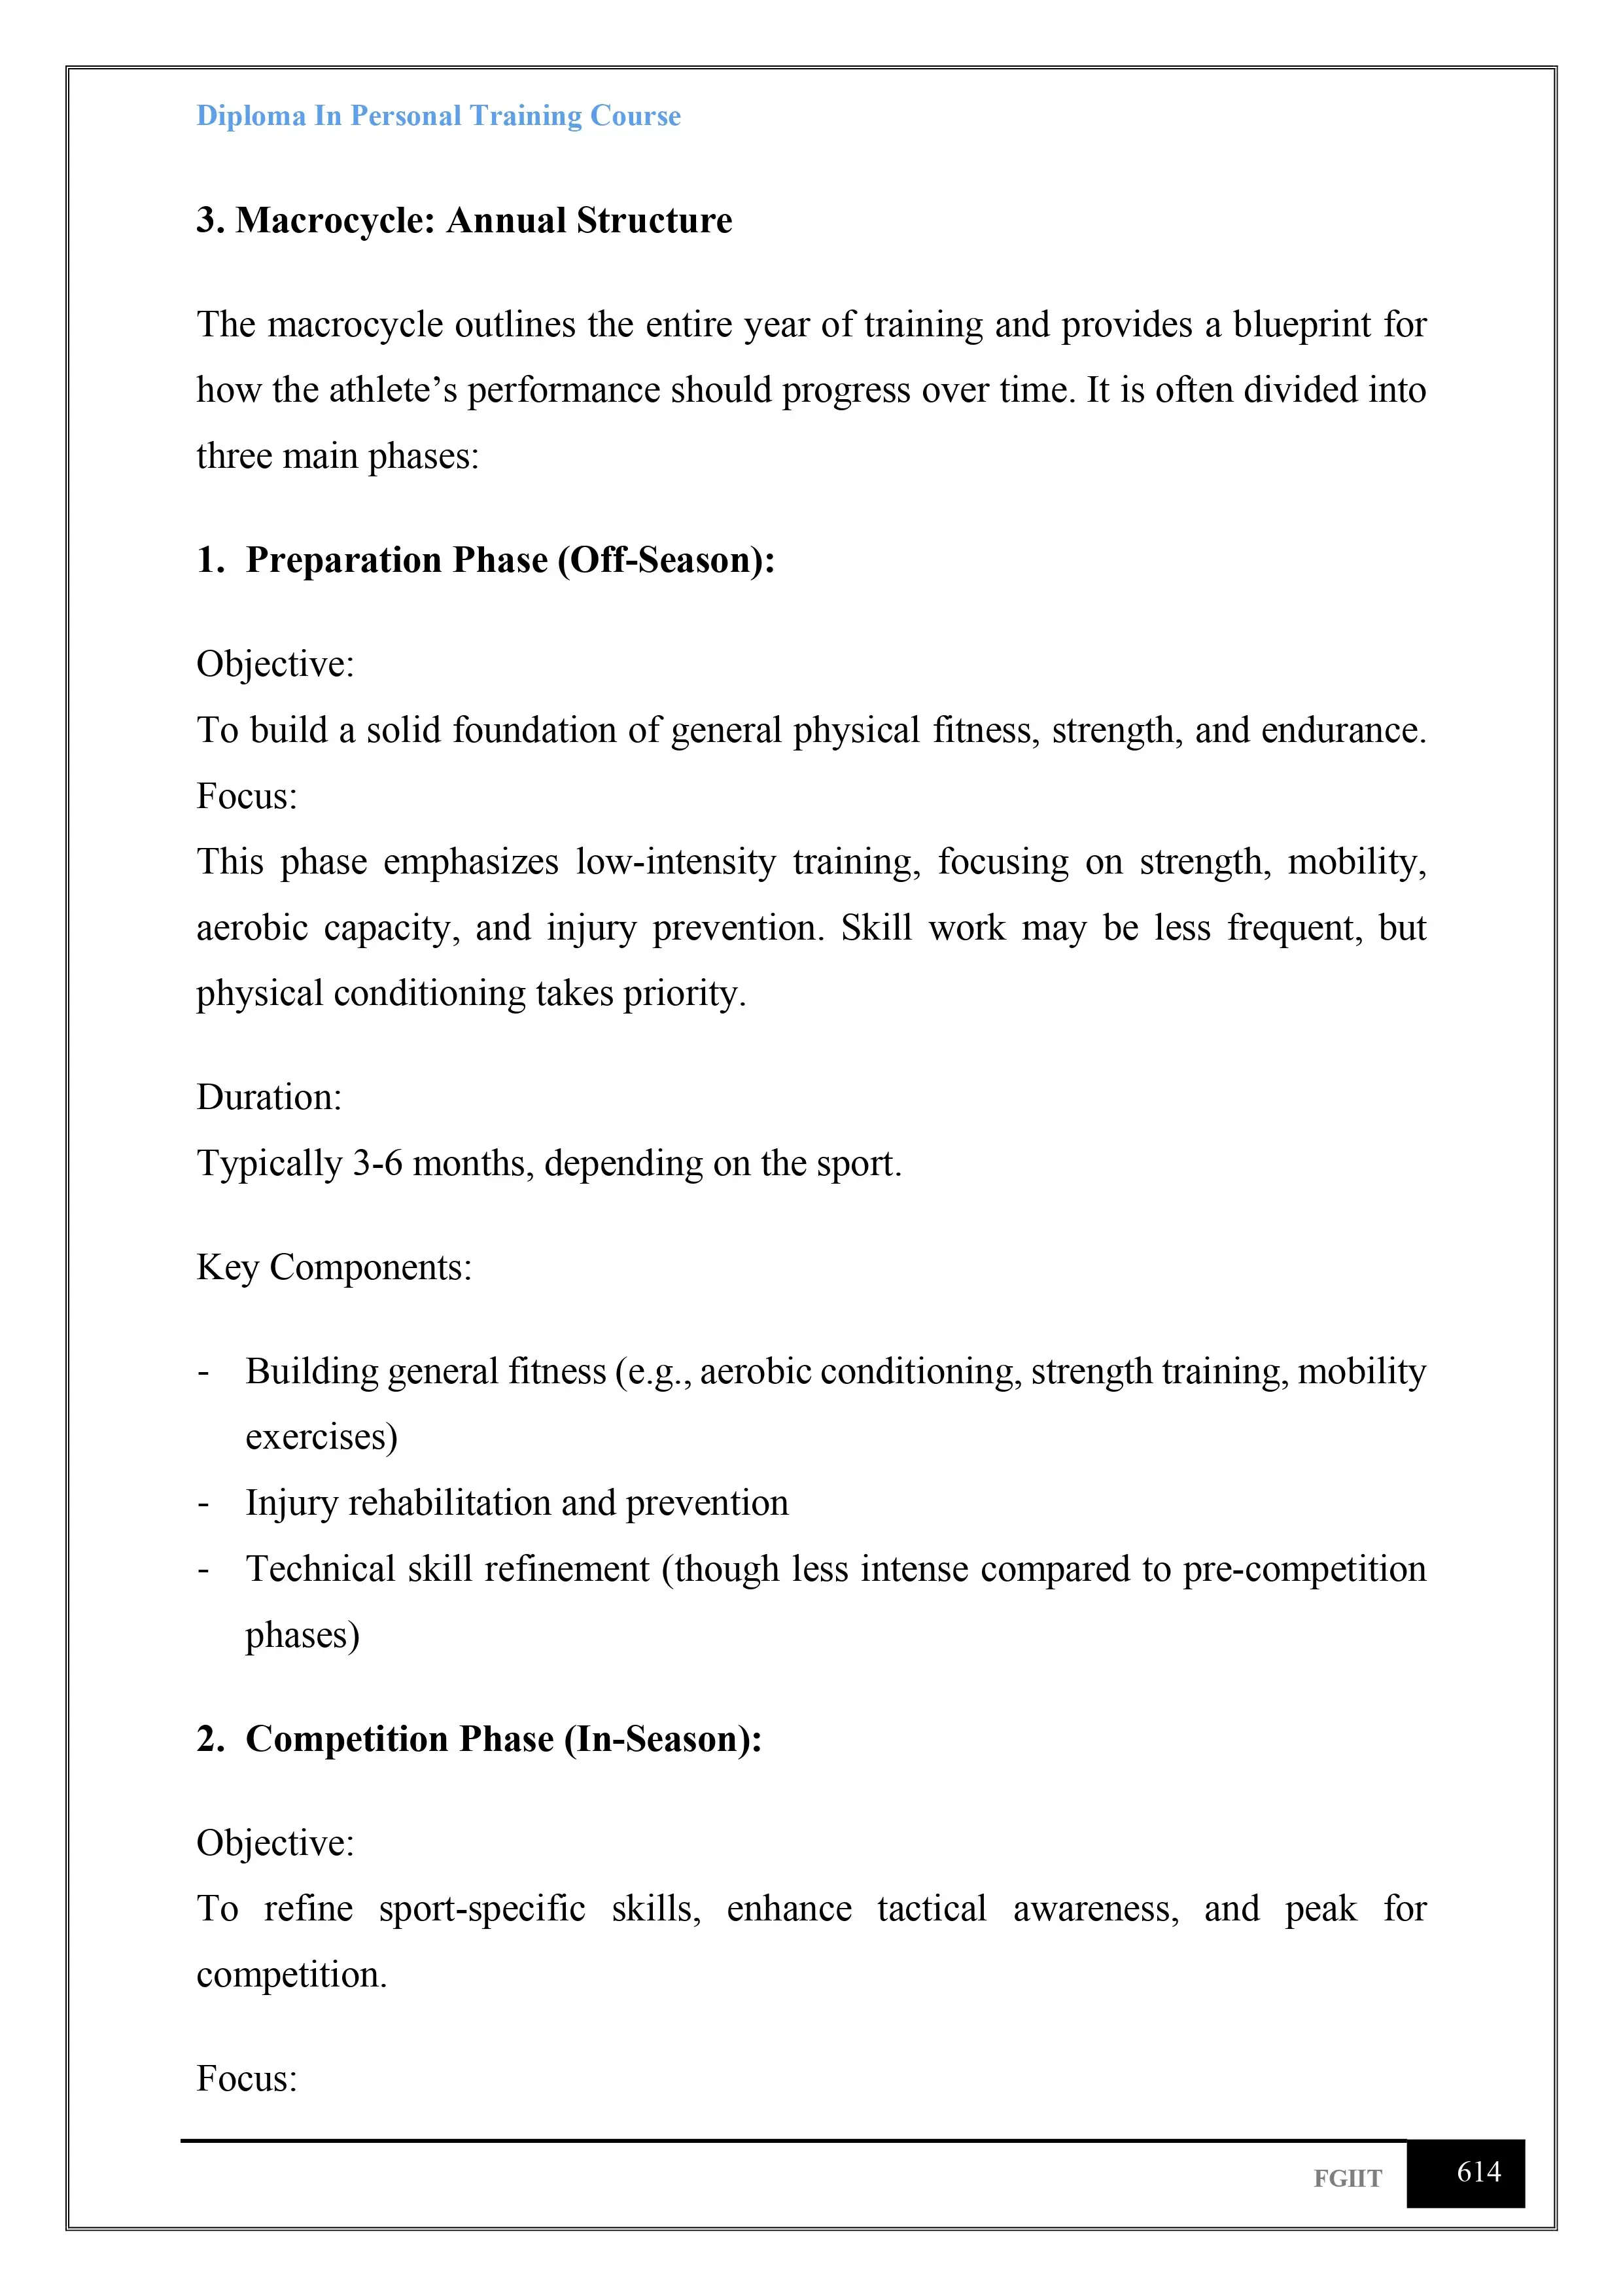 Diploma In Personal Training Course
3. Macrocycle: Annual Structure
The macrocycle outlines the entire year of training and provides a blueprint for
how the athlete’s performance should progress over time. It is often divided into
three main phases:
1. Preparation Phase (Off-Season):
Objective:
To build a solid foundation of general physical fitness, strength, and endurance.
Focus:
This phase emphasizes low-intensity training, focusing on strength, mobility,
aerobic capacity, and injury prevention. Skill work may be less frequent, but
physical conditioning takes priority.
Duration:
Typically 3-6 months, depending on the sport.
Key Components:
- Building general fitness (e.g., aerobic conditioning, strength training, mobility
exercises)
- Injury rehabilitation and prevention
- Technical skill refinement (though less intense compared to pre-competition
phases)
2. Competition Phase (In-Season):
Objective:
To refine sport-specific skills, enhance tactical awareness, and peak for
competition.
Focus:
FGIIT 614